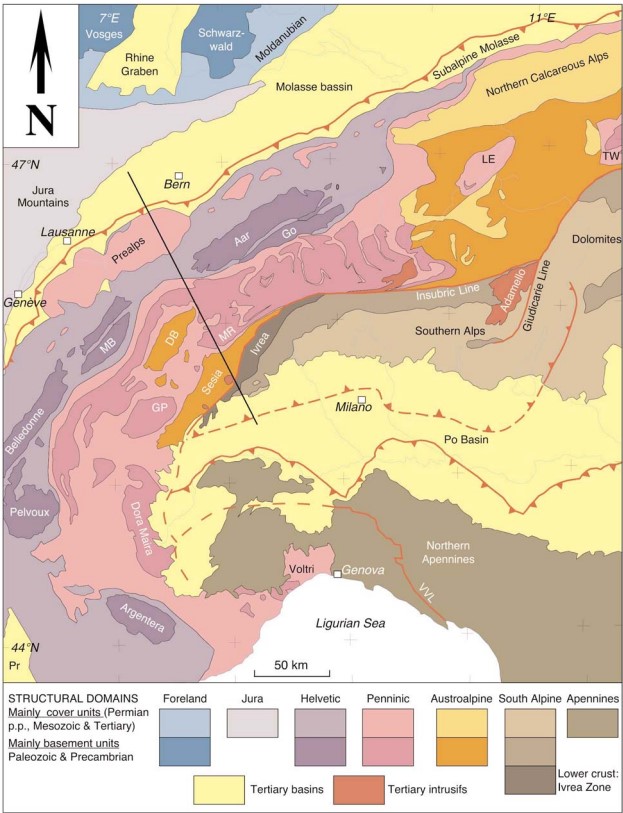 7°E
11°E
Vosges
Schwarz-
wald
Moldanubian
Rhine
Graben
Subalpine Molasse
Molasse bassin
Northern Calcareous Alps
N
47°N
LE
TW
Bern
Jura
Mountains
Lausanne
Prealps
Aar
Go
Dolomites
Genève
Insubric Line
Adamello
Giudicarie Line
Southern Alps
MB
DB
MR
Ivrea
Sesia
GP
Milano
Belledonne
Po Basin
Pelvoux
Dora Maira
Northern
Apennines
Voltri
Genova
VVL
Argentera
Ligurian Sea
44°N
Pr
50 km
STRUCTURAL DOMAINS
Mainly cover units (Permian
p.p., Mesozoic & Tertiary)
Mainly basement units
Paleozoic & Precambrian
Foreland
Jura
Helvetic
Penninic
Austroalpine
South Alpine
Apennines
Lower crust:
Ivrea Zone
Tertiary basins
Tertiary intrusifs